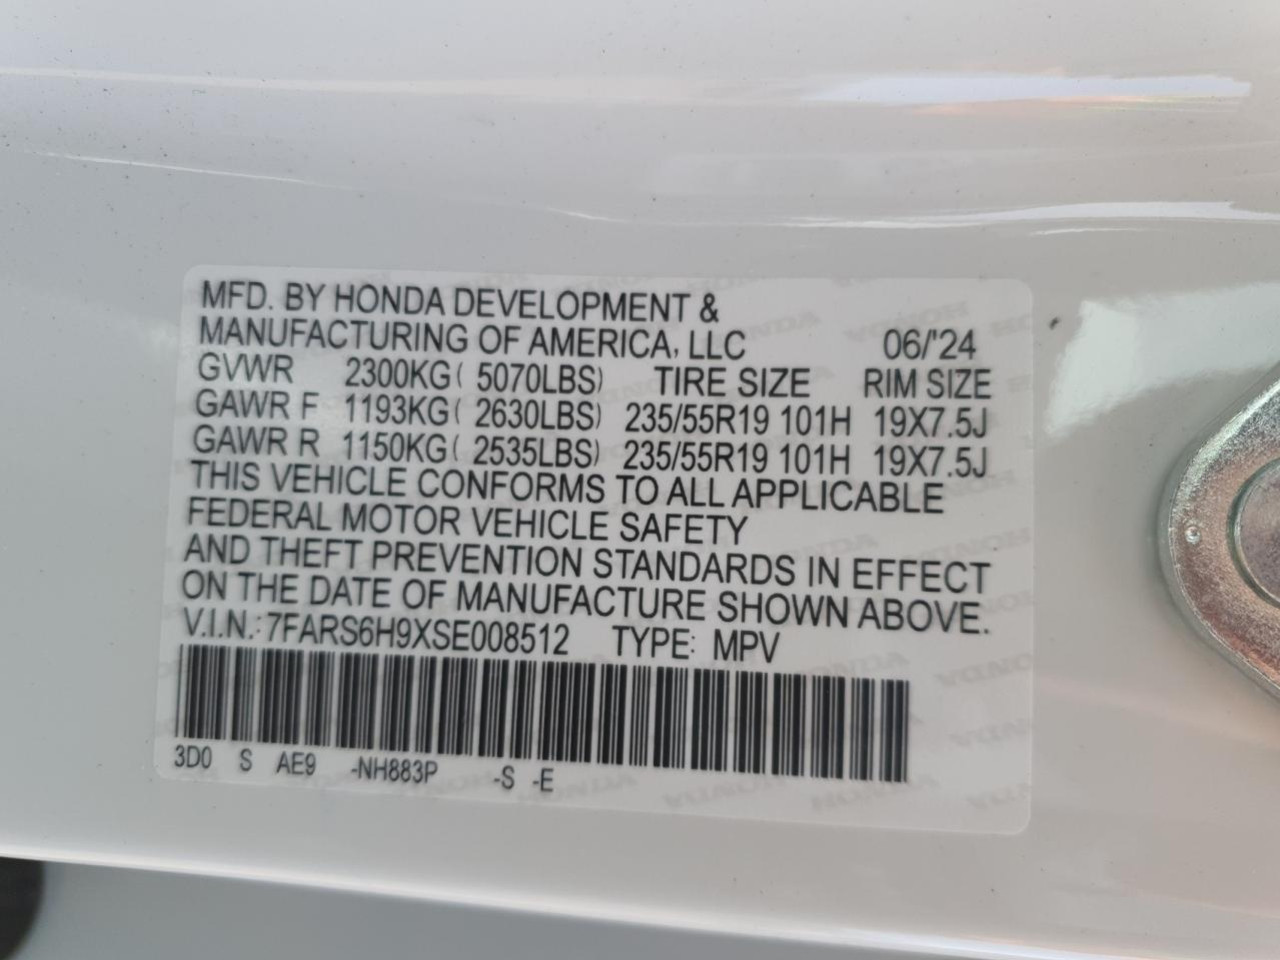 MFD. BY HONDA DEVELOPMENT &
MANUFACTURING OF AMERICA, LLC 06/'24
GVWR 2300KG( 5070LBS) TIRE SIZE RIM SIZE
GAWR F 1193KG( 2630LBS) 235/55R19 101H 19X7.5J
GAWR R 1150KG( 2535LBS) 235/55R19 101H 19X7.5J
THIS VEHICLE CONFORMS TO ALL APPLICABLE
FEDERAL MOTOR VEHICLE SAFETY
AND THEFT PREVENTION STANDARDS IN EFFECT
ON THE DATE OF MANUFACTURE SHOWN ABOVE.
V.I.N.: 7FARS6H9XSE008512 TYPE: MPV
3D0 S AE9 -NH883P -S -E